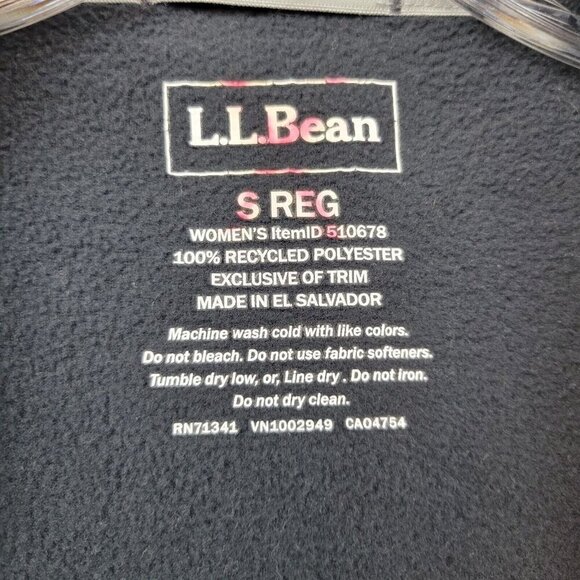 L.L.Bean
S REG
WOMEN'S ItemID 510678
100% RECYCLED POLYESTER
EXCLUSIVE OF TRIM
MADE IN EL SALVADOR
Machine wash cold with like colors.
Do not bleach. Do not use fabric softeners.
Tumble dry low, or, Line dry . Do not iron.
Do not dry clean.
RN71341 VN1002949 CA04754